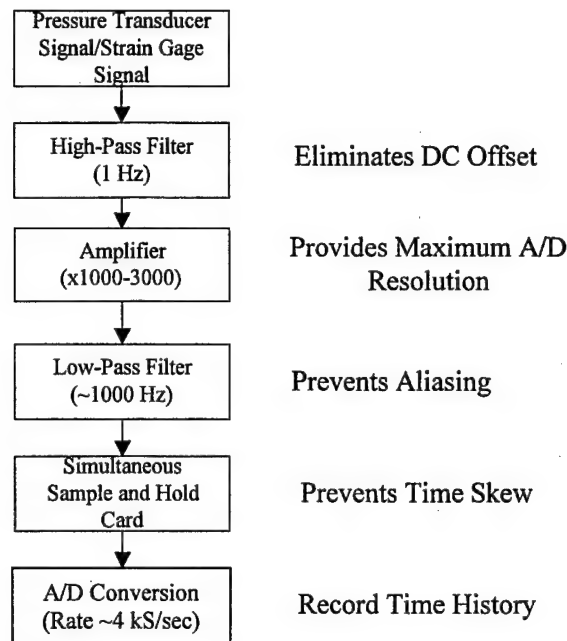 Pressure Transducer
Signal/Strain Gage
Signal
High-Pass Filter
(1 Hz)
Eliminates DC Offset
Amplifier
(x1000-3000)
Provides Maximum A/D
Resolution
Low-Pass Filter
(~1000 Hz)
Prevents Aliasing
Simultaneous
Sample and Hold
Card
Prevents Time Skew
A/D Conversion
(Rate ~4 kS/sec)
Record Time History